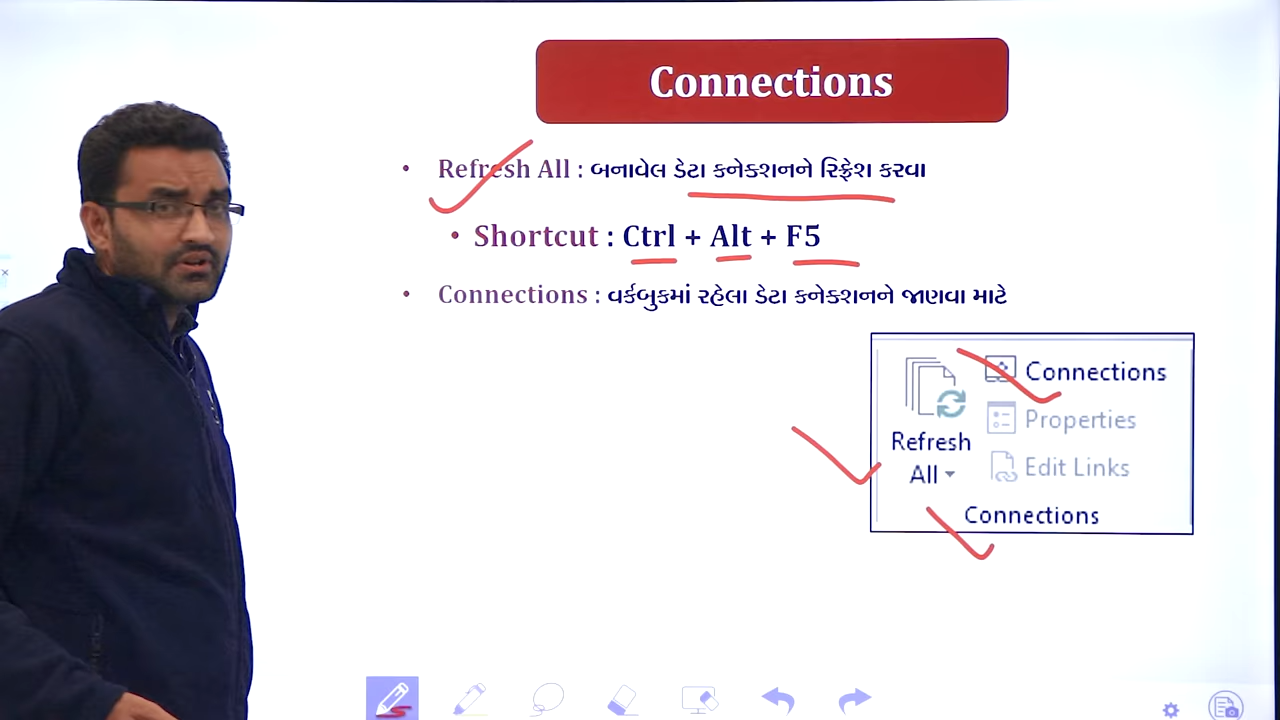 Connections
• Refresh All : બનાવેલ ડેટા કનેક્શનને રિફ્રેશ કરવા
• Shortcut : Ctrl + Alt + F5
• Connections : વર્કબુકમાં રહેલા ડેટા કનેક્શનને જાણવા માટે
Connections
Properties
Edit Links
Refresh
All
Connections